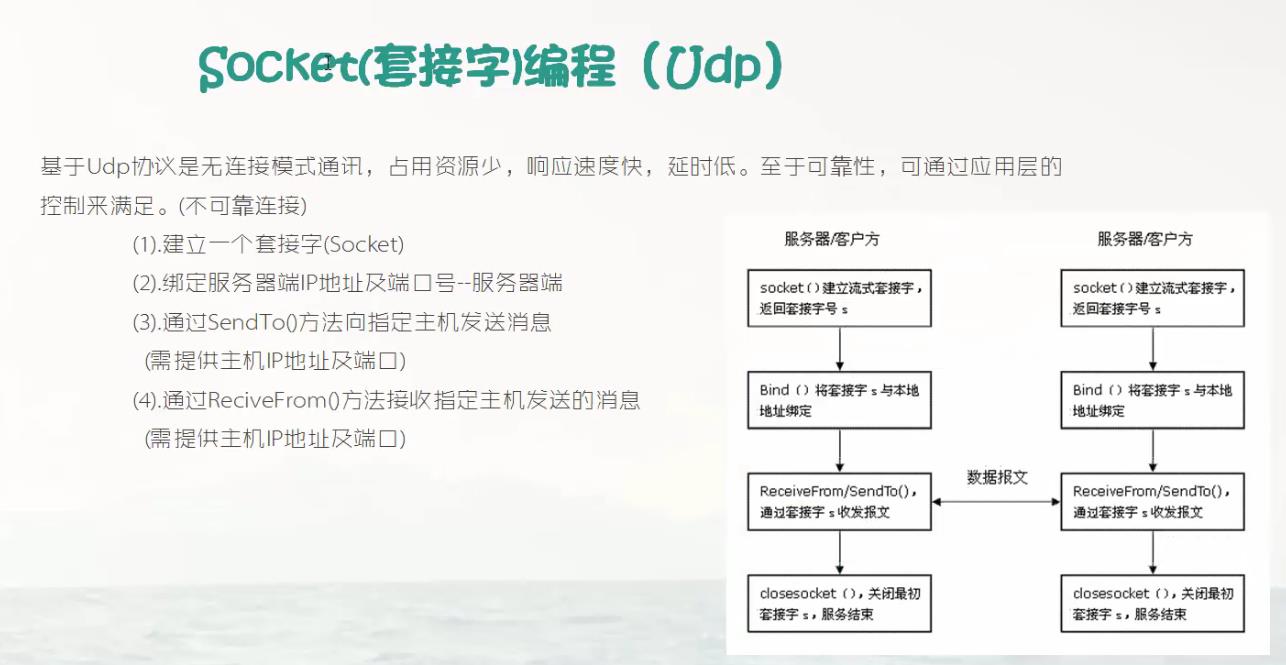 Socket(套接字)编程（Udp）
基于Udp协议是无连接模式通讯，占用资源少，响应速度快，延时低。至于可靠性，可通过应用层的
控制来满足。(不可靠连接)
(1).建立一个套接字(Socket)
(2).绑定服务器端IP地址及端口号--服务器端
(3).通过SendTo()方法向指定主机发送消息
(需提供主机IP地址及端口)
(4).通过ReciveFrom()方法接收指定主机发送的消息
(需提供主机IP地址及端口)
服务器/客户方
socket()建立流式套接字，
返回套接字号 s
Bind （）将套接字 s 与本地
地址绑定
ReceiveFrom/SendTo()，
通过套接字 s 收发报文
closesocket （），关闭最初
套接字 s，服务结束
数据报文
服务器/客户方
socket()建立流式套接字，
返回套接字号 s
Bind （）将套接字 s 与本地
地址绑定
ReceiveFrom/SendTo()，
通过套接字 s 收发报文
closesocket （），关闭最初
套接字 s，服务结束